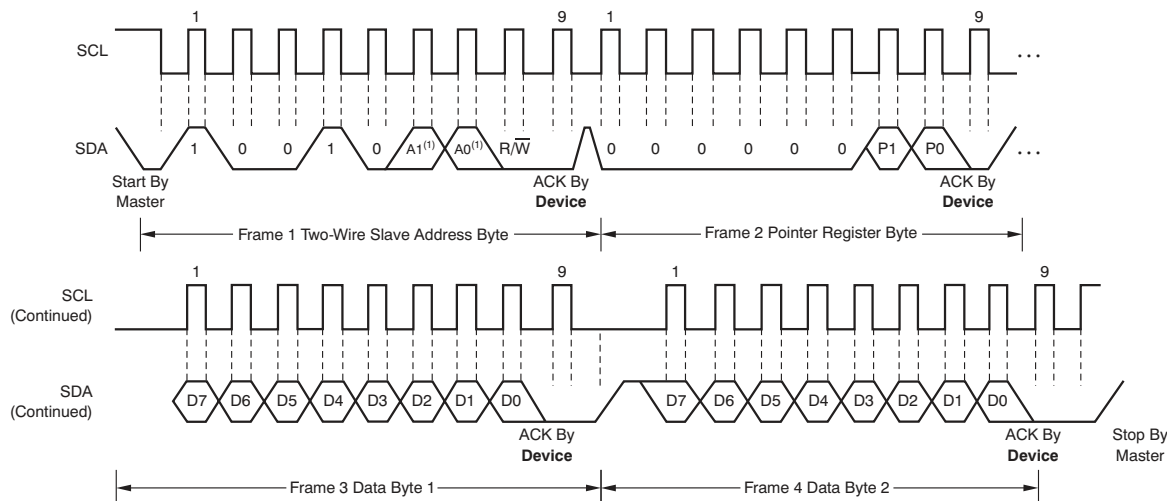 1 9 1 9
SCL ...
SDA 1 0 0 1 0 A1(1) A0(1) R/W̅ 0 0 0 0 0 0 P1 P0 ...
Start By Master
ACK By Device
ACK By Device
Frame 1 Two-Wire Slave Address Byte
Frame 2 Pointer Register Byte
1 9 1 9
SCL (Continued)
SDA (Continued) D7 D6 D5 D4 D3 D2 D1 D0 D7 D6 D5 D4 D3 D2 D1 D0
ACK By Device
ACK By Device
Stop By Master
Frame 3 Data Byte 1
Frame 4 Data Byte 2